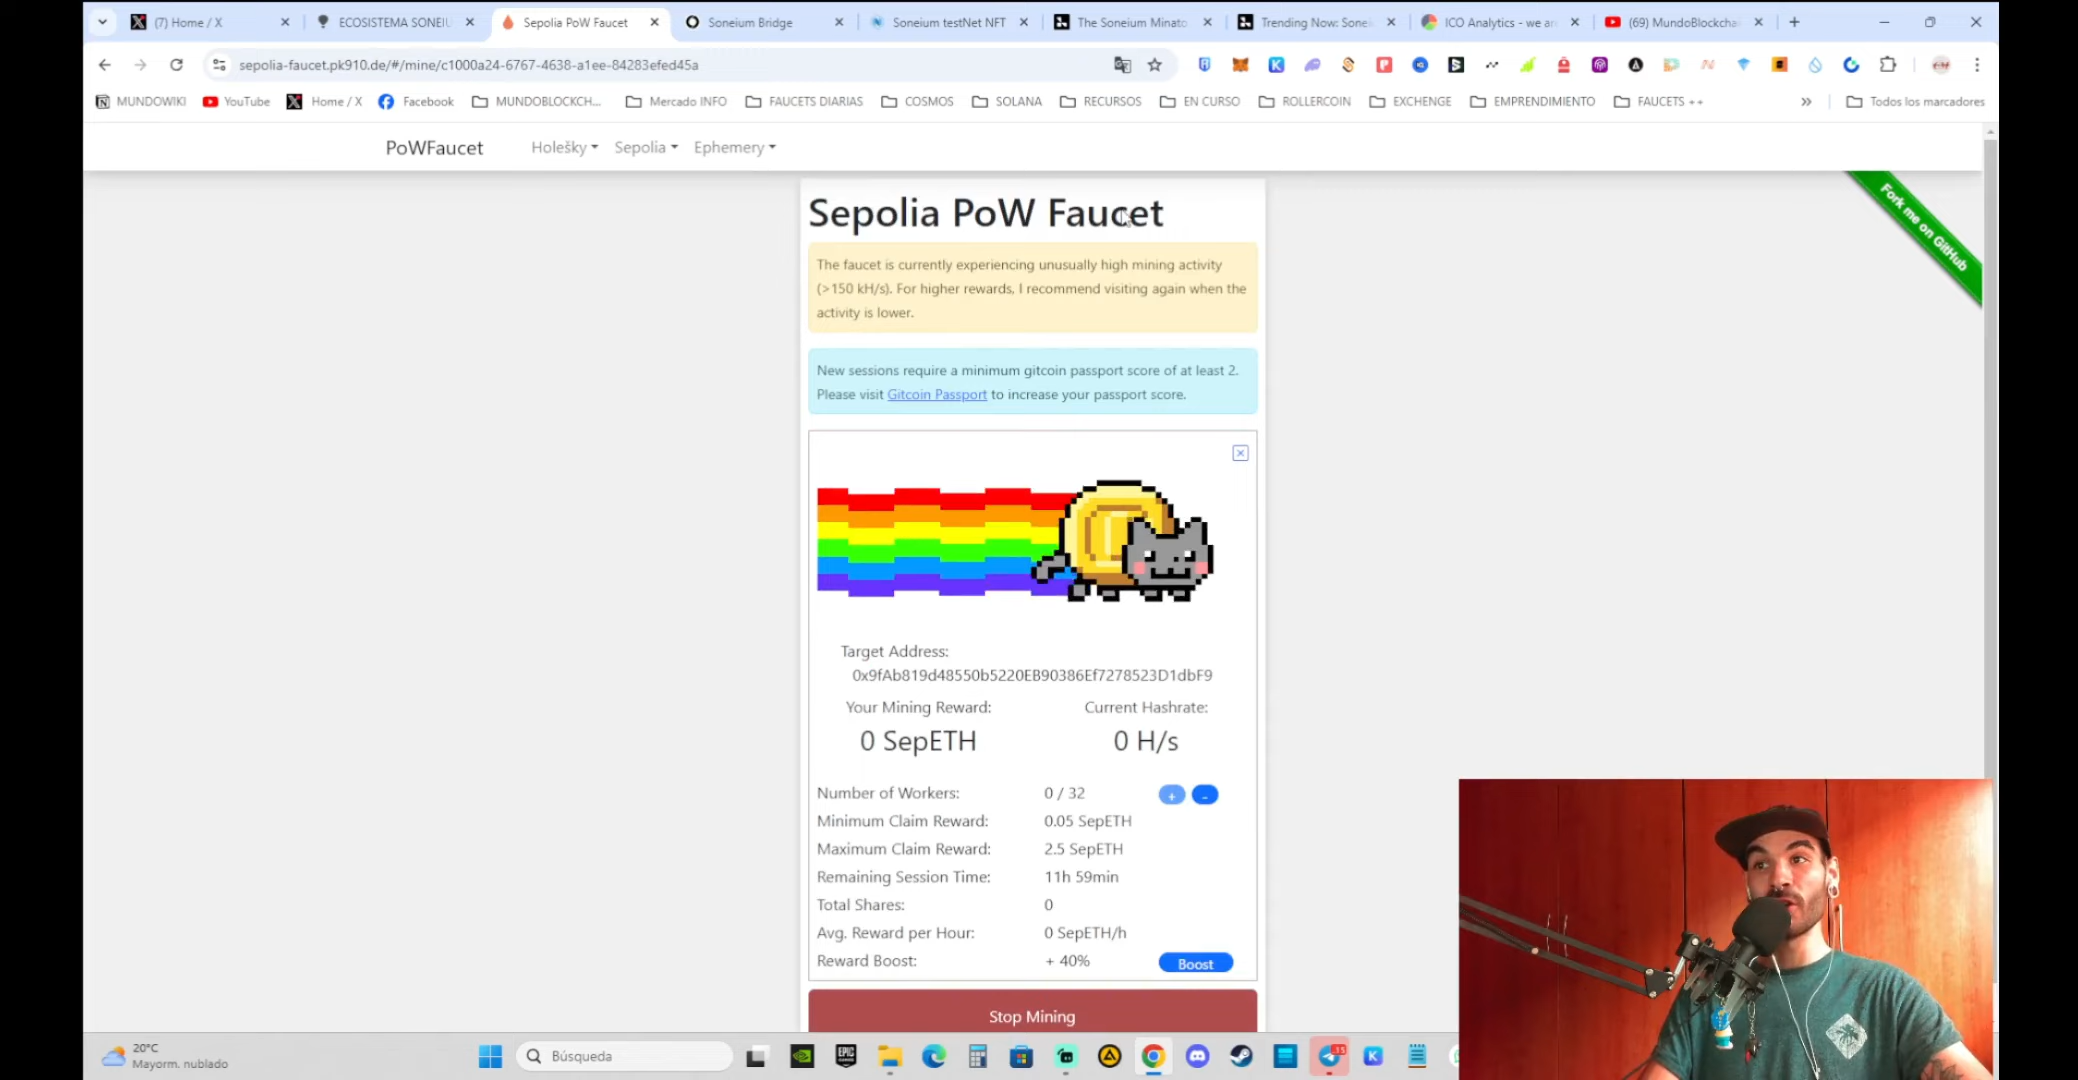 (7) Home / X
ECOSISTEMA SONEIU
Sepolia PoW Faucet
Soneium Bridge
Soneium testNet NFT
The Soneium Minato
Trending Now: Sonei
ICO Analytics - we ar
(69) MundoBlockcha
sepolia-faucet.pk910.de/#/mine/c1000a24-6767-4638-a1ee-84283efed45a
MUNDOWIKI
YouTube
Home / X
Facebook
MUNDOBLOCKCH...
Mercado INFO
FAUCETS DIARIAS
COSMOS
SOLANA
RECURSOS
EN CURSO
ROLLERCOIN
EXCHENGE
EMPRENDIMIENTO
FAUCETS ++
Todos los marcadores
PoWFaucet
Holešky
Sepolia
Ephemery
Fork me on GitHub
Sepolia PoW Faucet
The faucet is currently experiencing unusually high mining activity
(>150 kH/s). For higher rewards, I recommend visiting again when the
activity is lower.
New sessions require a minimum gitcoin passport score of at least 2.
Please visit Gitcoin Passport to increase your passport score.
Target Address:
0x9fAb819d48550b5220EB90386Ef7278523D1dbF9
Your Mining Reward:
Current Hashrate:
0 SepETH
0 H/s
Number of Workers: 0 / 32 + -
Minimum Claim Reward: 0.05 SepETH
Maximum Claim Reward: 2.5 SepETH
Remaining Session Time: 11h 59min
Total Shares: 0
Avg. Reward per Hour: 0 SepETH/h
Reward Boost: + 40% Boost
Stop Mining
20°C
Mayorm. nublado
Búsqueda
EPIC
GAMES
15